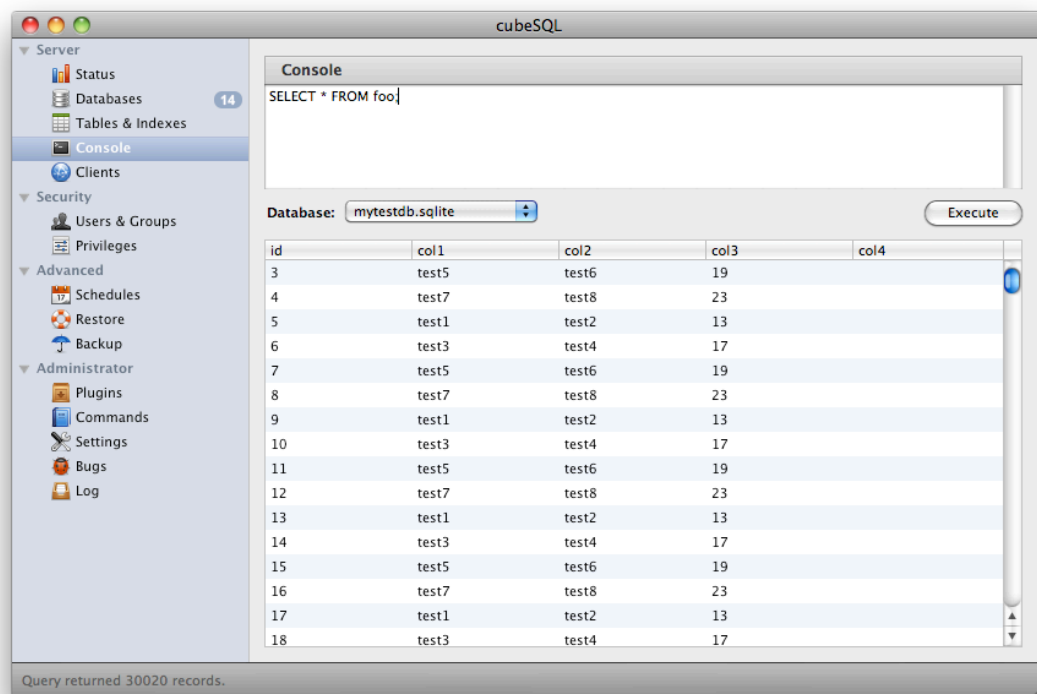 cubeSQL
Server
Status
Databases 14
Tables & Indexes
Console
Clients
Security
Users & Groups
Privileges
Advanced
17 Schedules
Restore
Backup
Administrator
Plugins
Commands
Settings
Bugs
Log
Console
SELECT * FROM foo;
Database: mytestdb.sqlite Execute
id col1 col2 col3 col4
3 test5 test6 19
4 test7 test8 23
5 test1 test2 13
6 test3 test4 17
7 test5 test6 19
8 test7 test8 23
9 test1 test2 13
10 test3 test4 17
11 test5 test6 19
12 test7 test8 23
13 test1 test2 13
14 test3 test4 17
15 test5 test6 19
16 test7 test8 23
17 test1 test2 13
18 test3 test4 17
Query returned 30020 records.